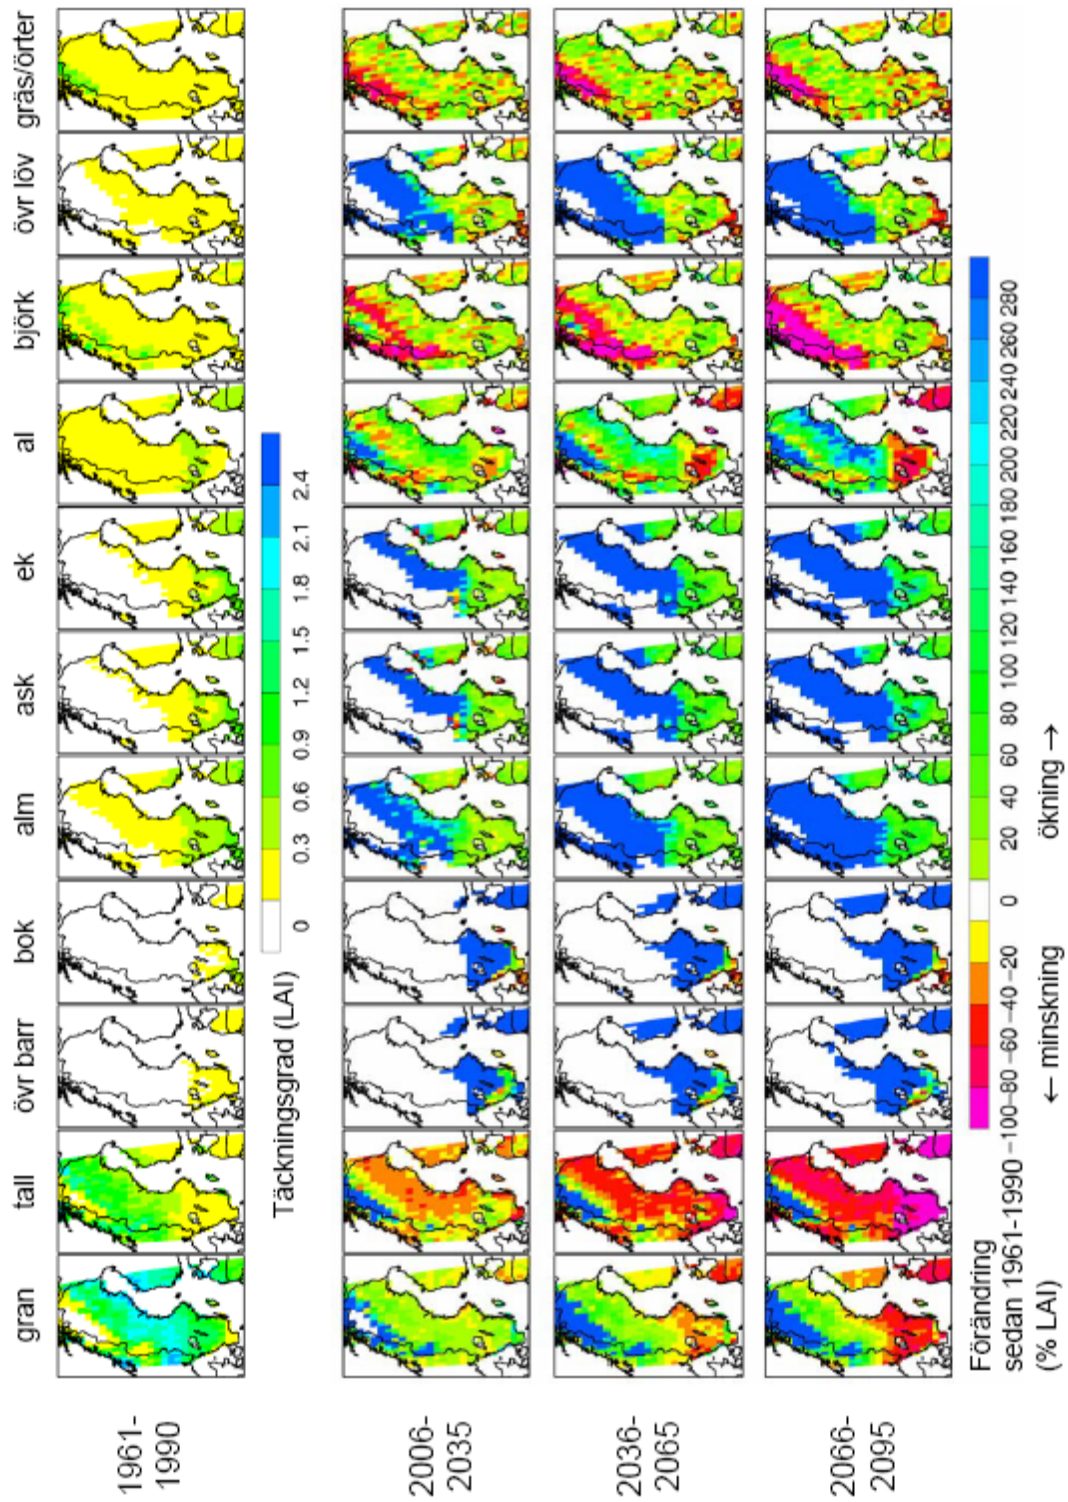 gran tall övr barr bok alm ask ek al björk övr löv gräs/örter
1961-
1990
0 0.3 0.6 0.9 1.2 1.5 1.8 2.1 2.4
Täckningsgrad (LAI)
2006-
2035
2036-
2065
2066-
2095
Förändring
sedan 1961-1990
(% LAI)
−100 −80 −60 −40 −20 0 20 40 60 80 100 120 140 160 180 200 220 240 260 280
← minskning ökning →